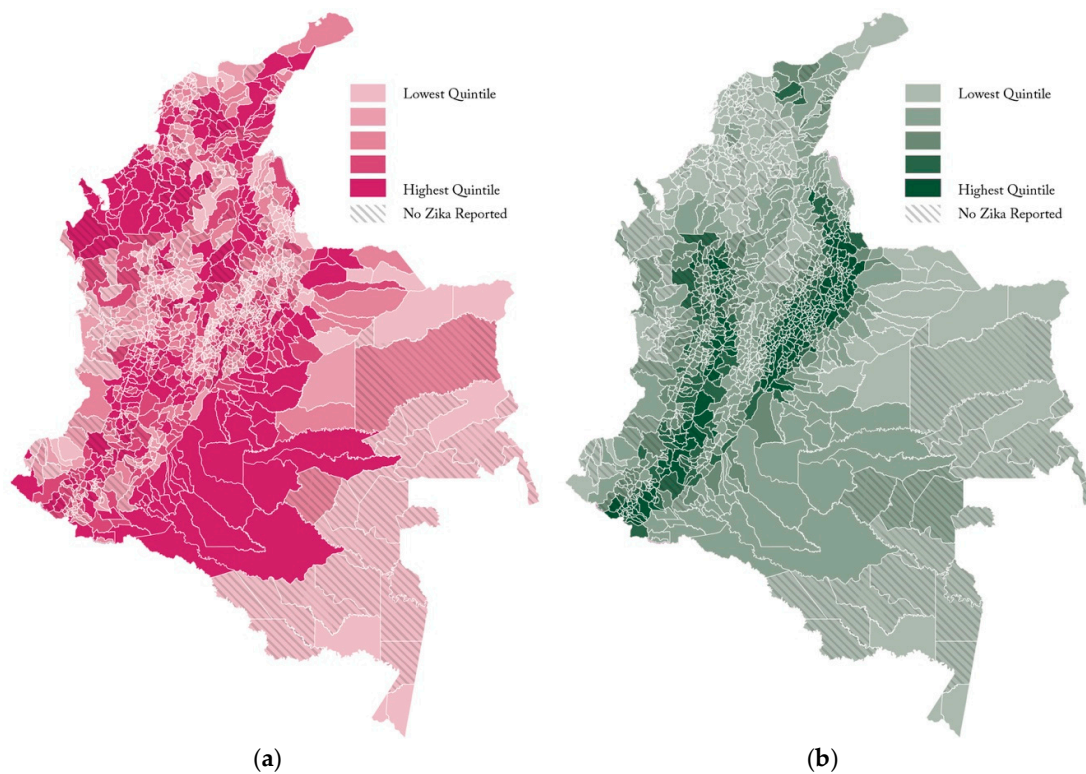 Lowest Quintile
Highest Quintile
No Zika Reported
Lowest Quintile
Highest Quintile
No Zika Reported
(a)
(b)